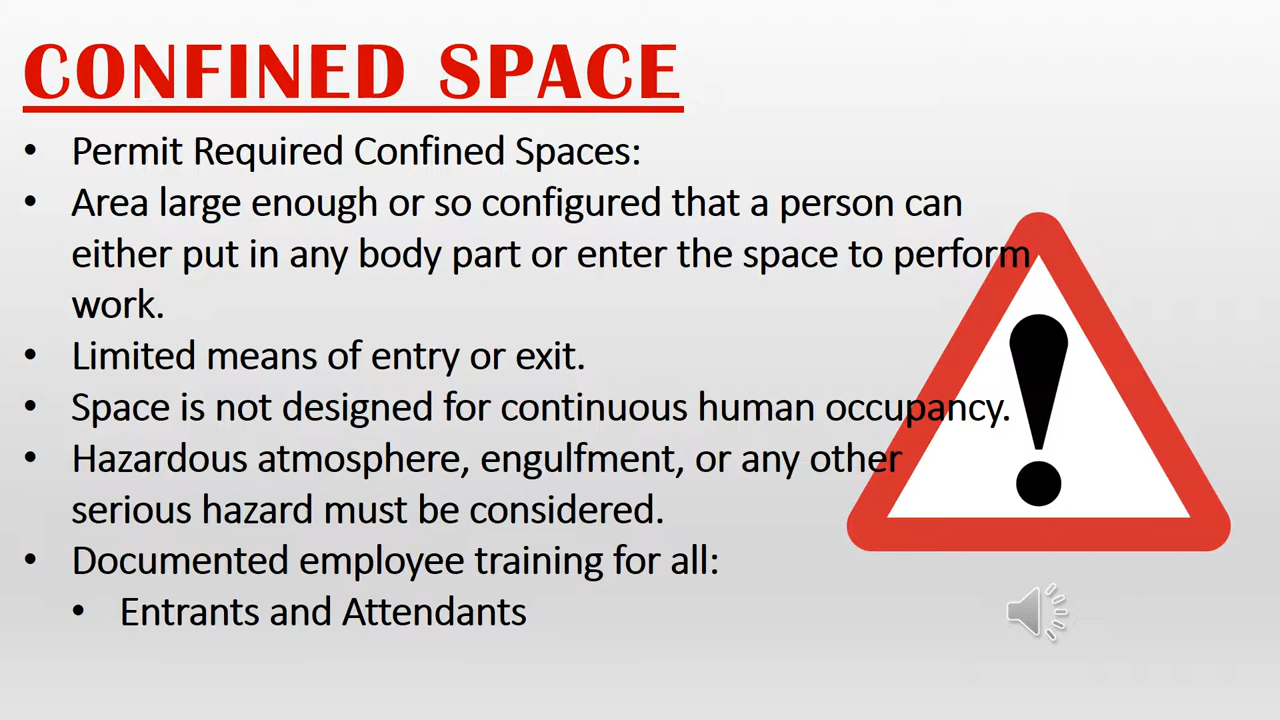 CONFINED SPACE
• Permit Required Confined Spaces:
• Area large enough or so configured that a person can
either put in any body part or enter the space to perform
work.
• Limited means of entry or exit.
• Space is not designed for continuous human occupancy.
• Hazardous atmosphere, engulfment, or any other
serious hazard must be considered.
• Documented employee training for all:
• Entrants and Attendants